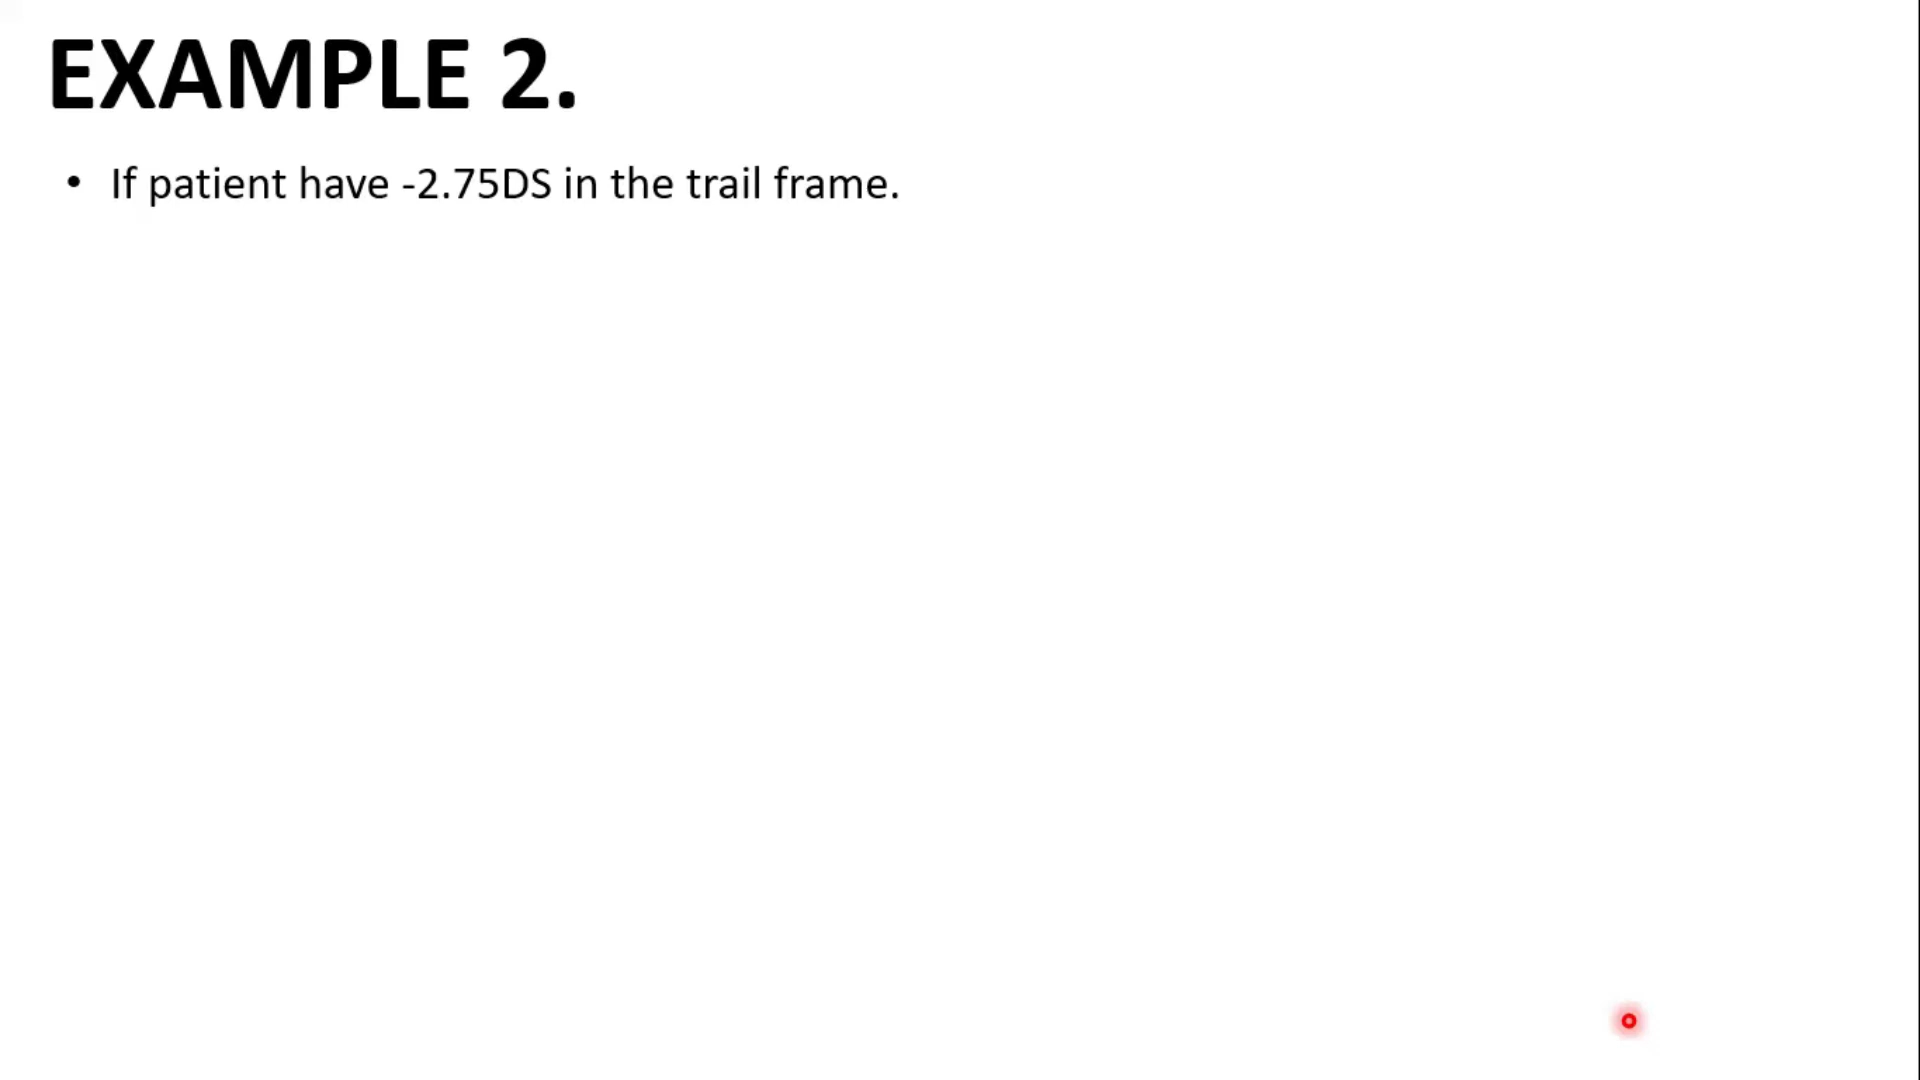 EXAMPLE 2.
• If patient have -2.75DS in the trail frame.